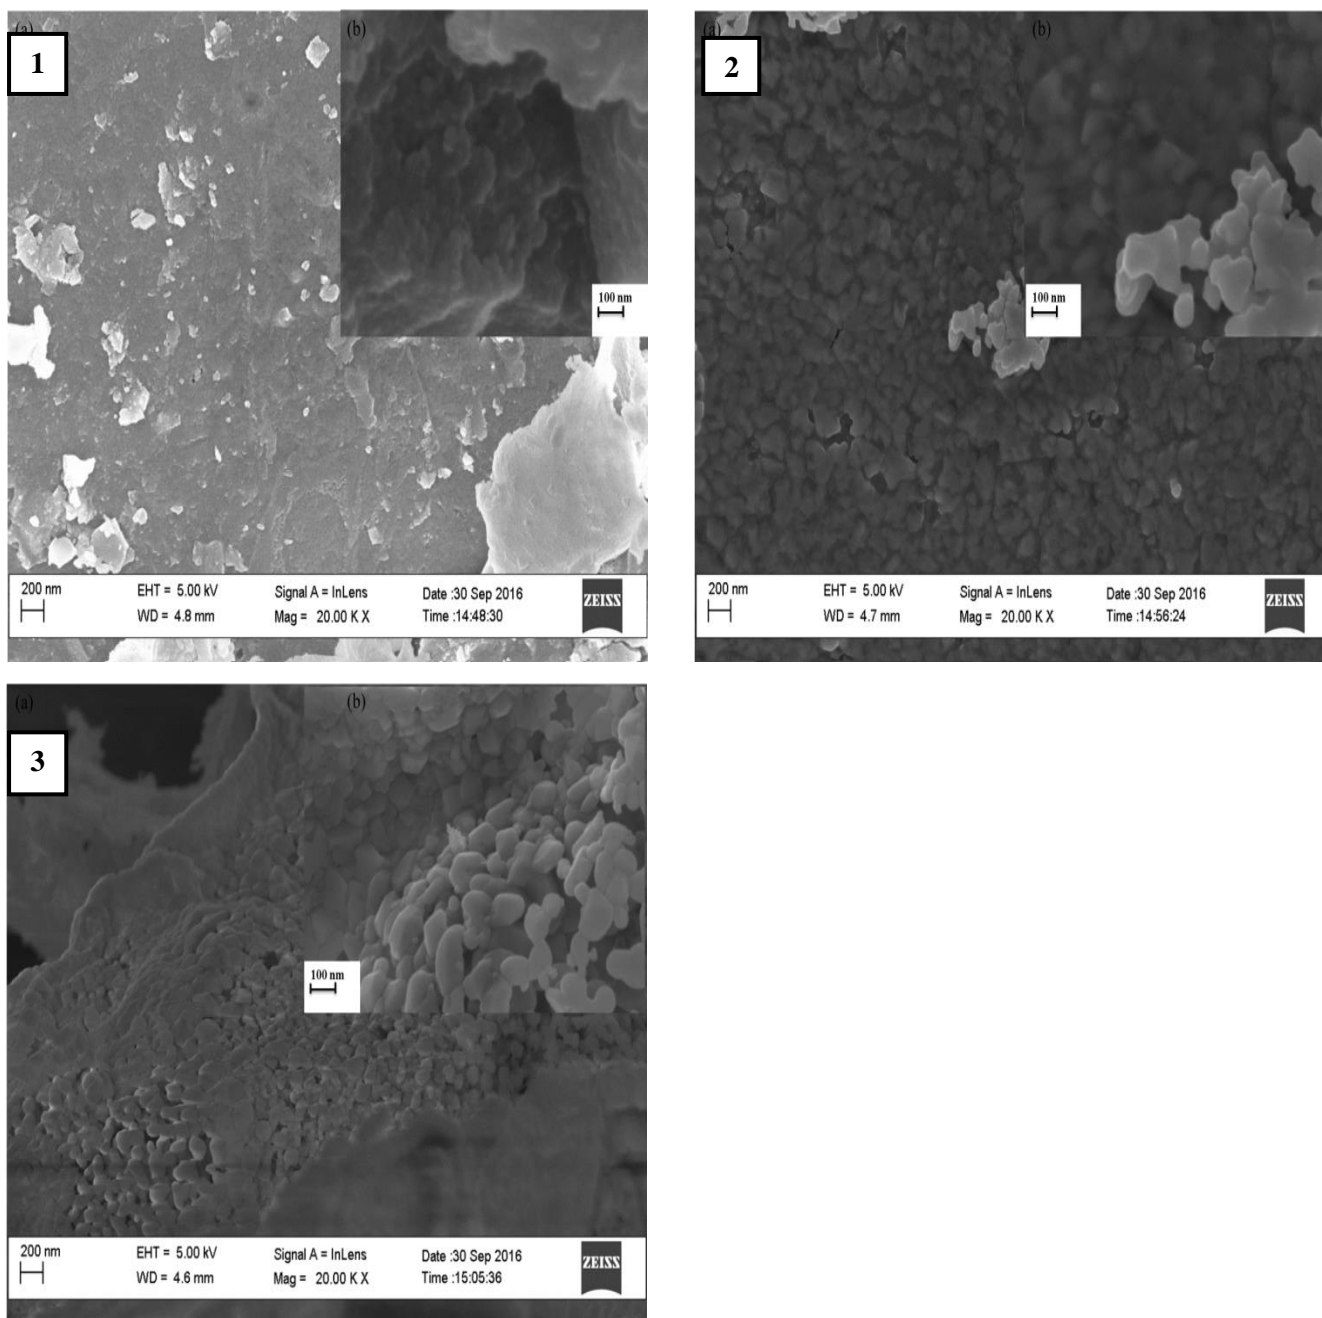 (a)
(b)
1
100 nm
200 nm
EHT = 5.00 kV
Signal A = InLens
Date :30 Sep 2016
ZEISS
WD = 4.8 mm
Mag = 20.00 K X
Time :14:48:30
(a)
(b)
2
100 nm
200 nm
EHT = 5.00 kV
Signal A = InLens
Date :30 Sep 2016
ZEISS
WD = 4.7 mm
Mag = 20.00 K X
Time :14:56:24
(a)
(b)
3
100 nm
200 nm
EHT = 5.00 kV
Signal A = InLens
Date :30 Sep 2016
ZEISS
WD = 4.6 mm
Mag = 20.00 K X
Time :15:05:36